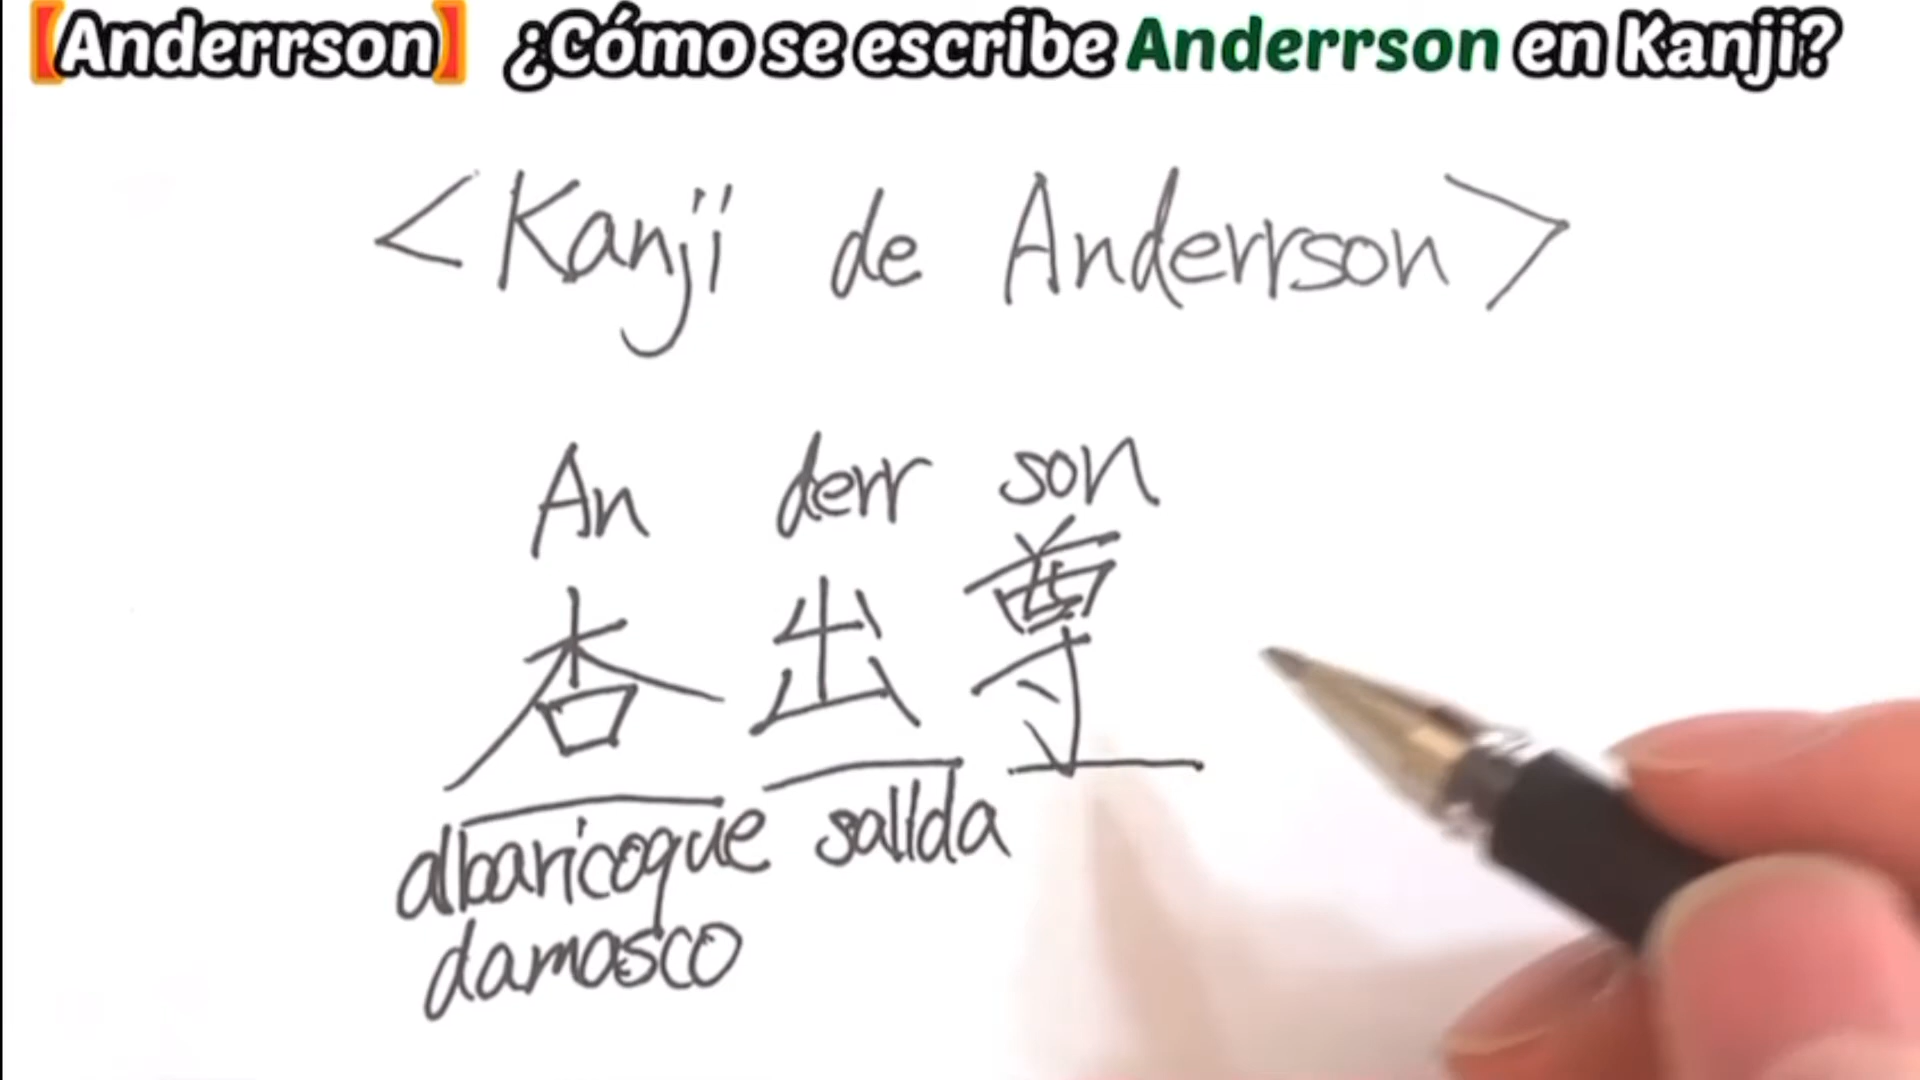 【Anderrson】 ¿Cómo se escribe Anderrson en Kanji?
<Kanji de Anderrson>
An derr son
杏 出 尊
albaricoque salida
damasco